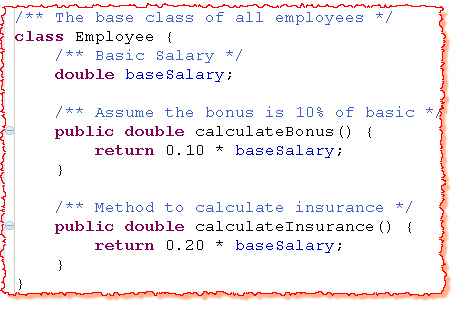 /** The base class of all employees */
class Employee {
    /** Basic Salary */
    double baseSalary;

    /** Assume the bonus is 10% of basic */
    public double calculateBonus() {
        return 0.10 * baseSalary;
    }

    /** Method to calculate insurance */
    public double calculateInsurance() {
        return 0.20 * baseSalary;
    }
}